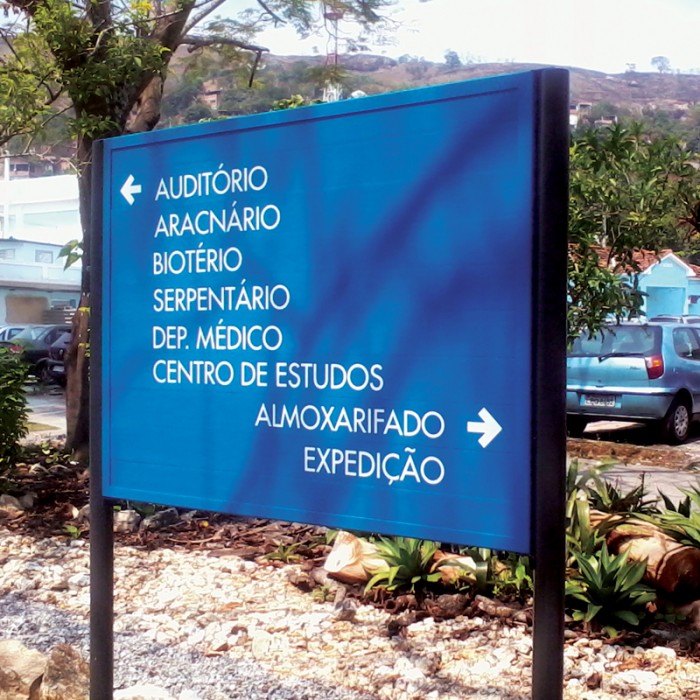 AUDITÓRIO
ARACNÁRIO
BIOTÉRIO
SERPENTÁRIO
DEP. MÉDICO
CENTRO DE ESTUDOS
ALMOXARIFADO
EXPEDIÇÃO